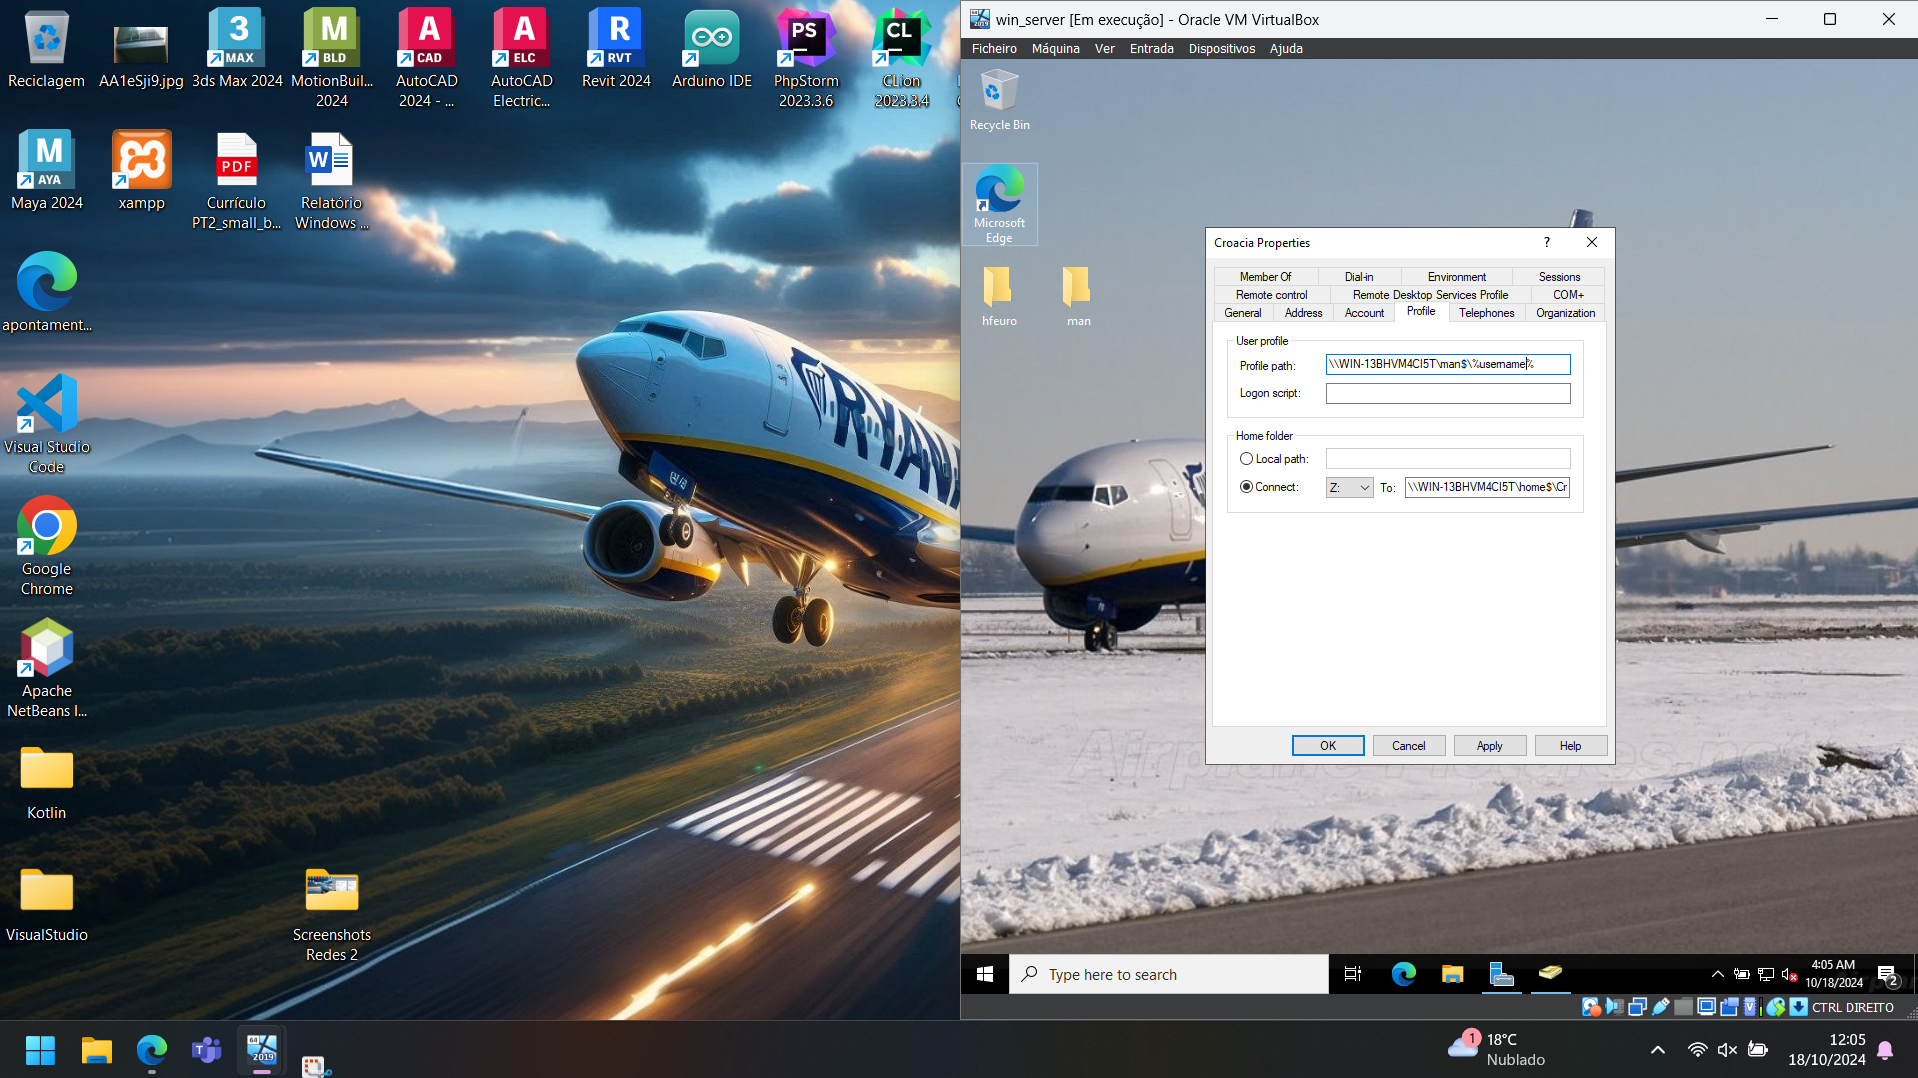 Reciclagem
AA1eSji9.jpg
3ds Max 2024
MotionBuil...
2024
AutoCAD
2024 - ...
AutoCAD
Electric...
Revit 2024
Arduino IDE
PhpStorm
2023.3.6
CLion
2023.3.4
3
MAX
M
BLD
A
CAD
A
ELC
R
RVT
PS
CL
Maya 2024
xampp
Currículo
PT2_small_b...
Relatório
Windows ...
M
AYA
PDF
W
apontament...
Visual Studio
Code
Google
Chrome
Apache
NetBeans I...
Kotlin
VisualStudio
Screenshots
Redes 2
RYAN
win_server [Em execução] - Oracle VM VirtualBox
Ficheiro Máquina Ver Entrada Dispositivos Ajuda
Recycle Bin
Microsoft
Edge
hfeuro
man
Croacia Properties
?
Member Of Dial-in Environment Sessions
Remote control Remote Desktop Services Profile COM+
General Address Account Profile Telephones Organization
User profile
Profile path: \\WIN-13BHVM4CI5T\man$\%username%
Logon script:
Home folder
Local path:
Connect: Z: To: \\WIN-13BHVM4CI5T\home$\Cr
OK Cancel Apply Help
Type here to search
4:05 AM
10/18/2024
2
CTRL DIREITO
64
2019
1
18°C
Nublado
12:05
18/10/2024